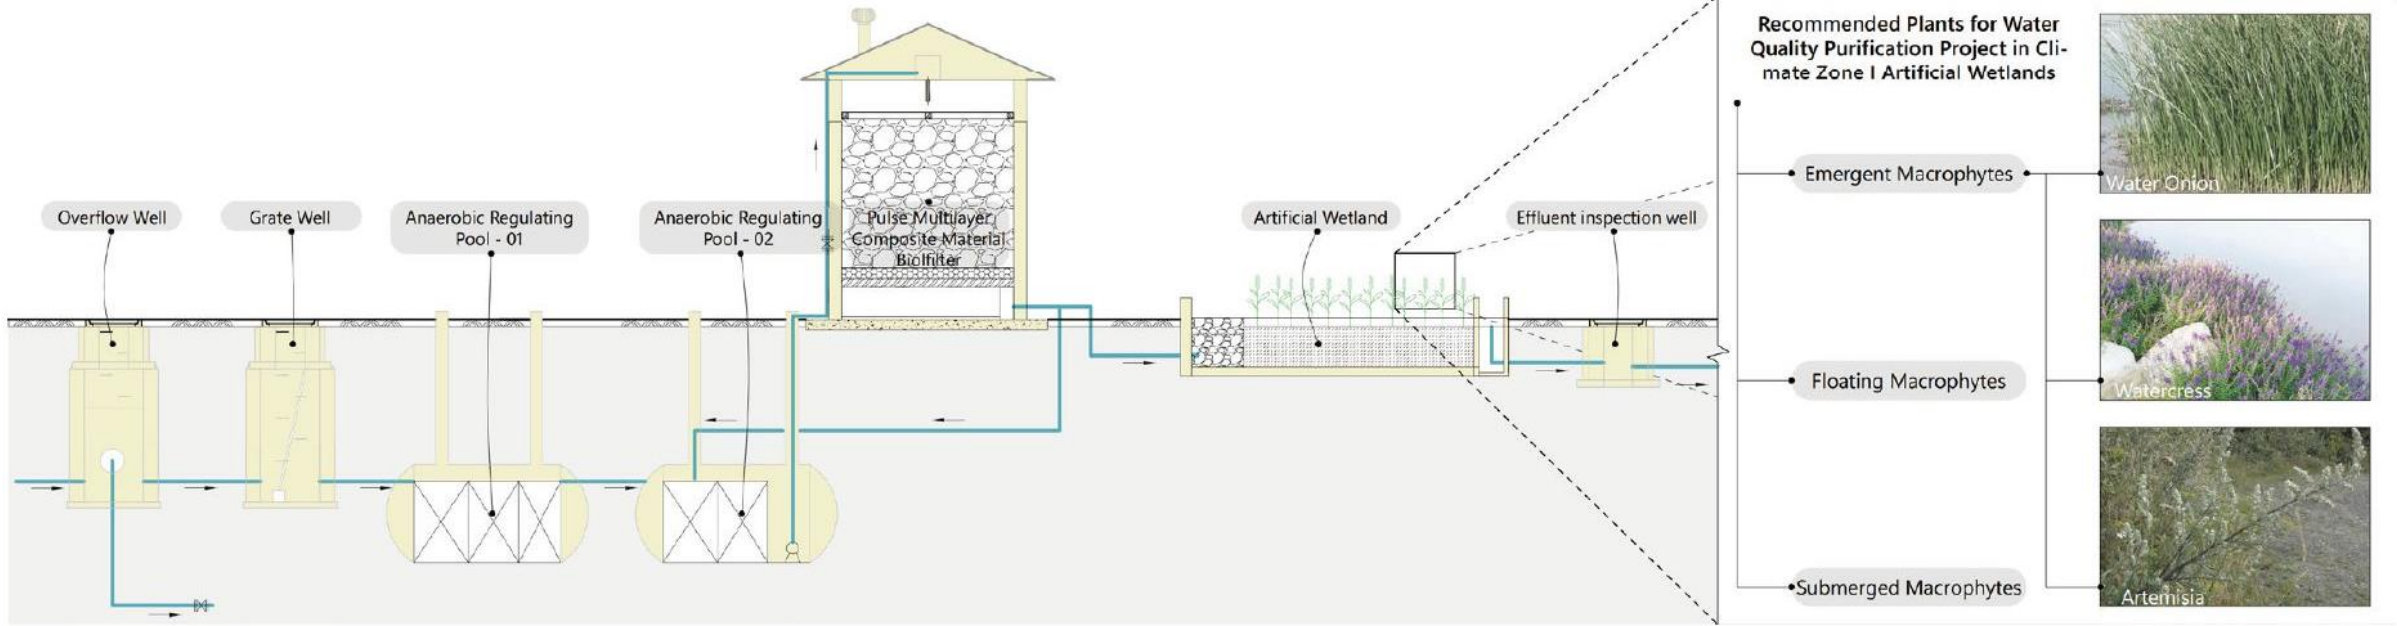 Overflow Well
Grate Well
Anaerobic Regulating
Pool - 01
Anaerobic Regulating
Pool - 02
Pulse Multilayer
Composite Material
Biolfilter
Artificial Wetland
Effluent inspection well
Recommended Plants for Water
Quality Purification Project in Cli-
mate Zone I Artificial Wetlands
Emergent Macrophytes
Floating Macrophytes
Submerged Macrophytes
Water Onion
Watercress
Artemisia